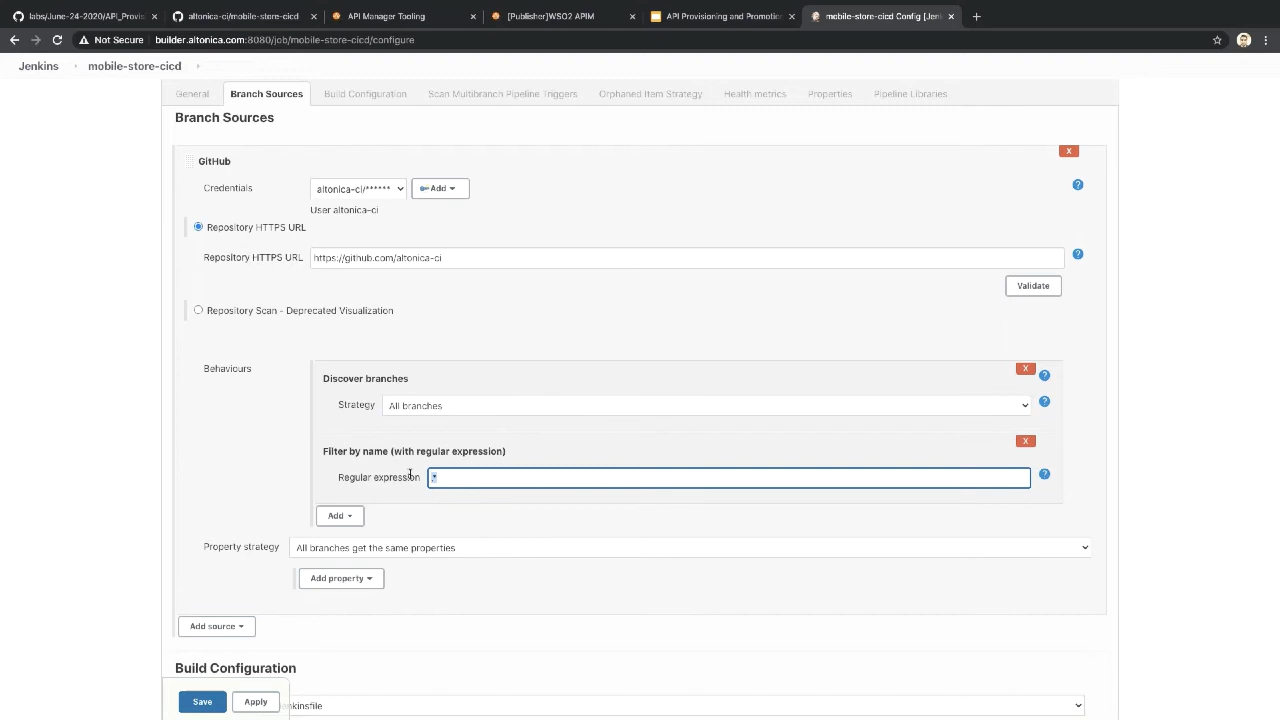 labs/June-24-2020/API_Provis
altonica-ci/mobile-store-cicd
API Manager Tooling
[Publisher]WSO2 APIM
API Provisioning and Promotion
mobile-store-cicd Config [Jenk
Not Secure
builder.altonica.com:8080/job/mobile-store-cicd/configure
Jenkins
mobile-store-cicd
General
Branch Sources
Build Configuration
Scan Multibranch Pipeline Triggers
Orphaned Item Strategy
Health metrics
Properties
Pipeline Libraries
Branch Sources
X
GitHub
Credentials
altonica-ci/******
Add
?
User altonica-ci
Repository HTTPS URL
Repository HTTPS URL
https://github.com/altonica-ci
?
Validate
Repository Scan - Deprecated Visualization
Behaviours
X
Discover branches
?
Strategy
All branches
?
X
Filter by name (with regular expression)
Regular expression
.*
?
Add
Property strategy
All branches get the same properties
Add property
Add source
Build Configuration
Save
Apply
enkinsfile